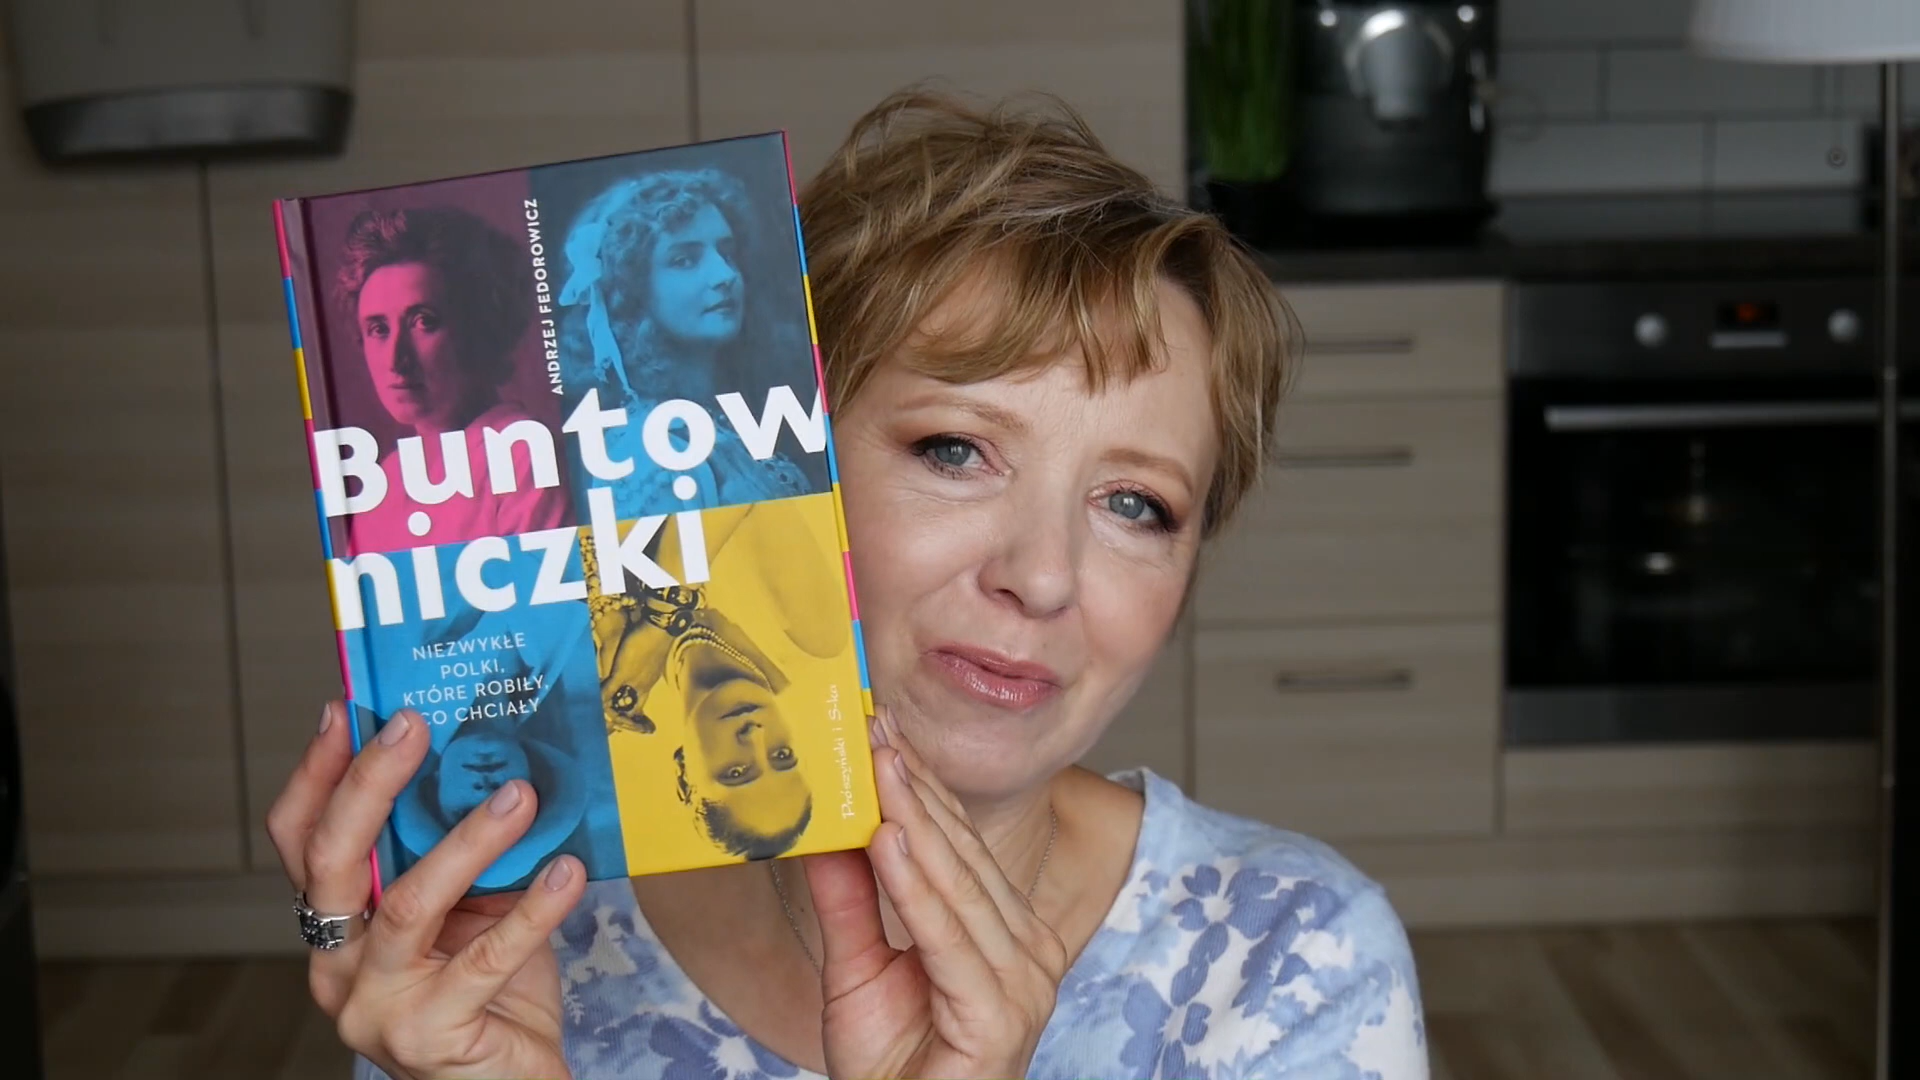 ANDRZEJ FEDOROWICZ
Buntow
niczki
NIEZWYKŁE
POLKI,
KTÓRE ROBIŁY,
CO CHCIAŁY
Prószyński i S-ka